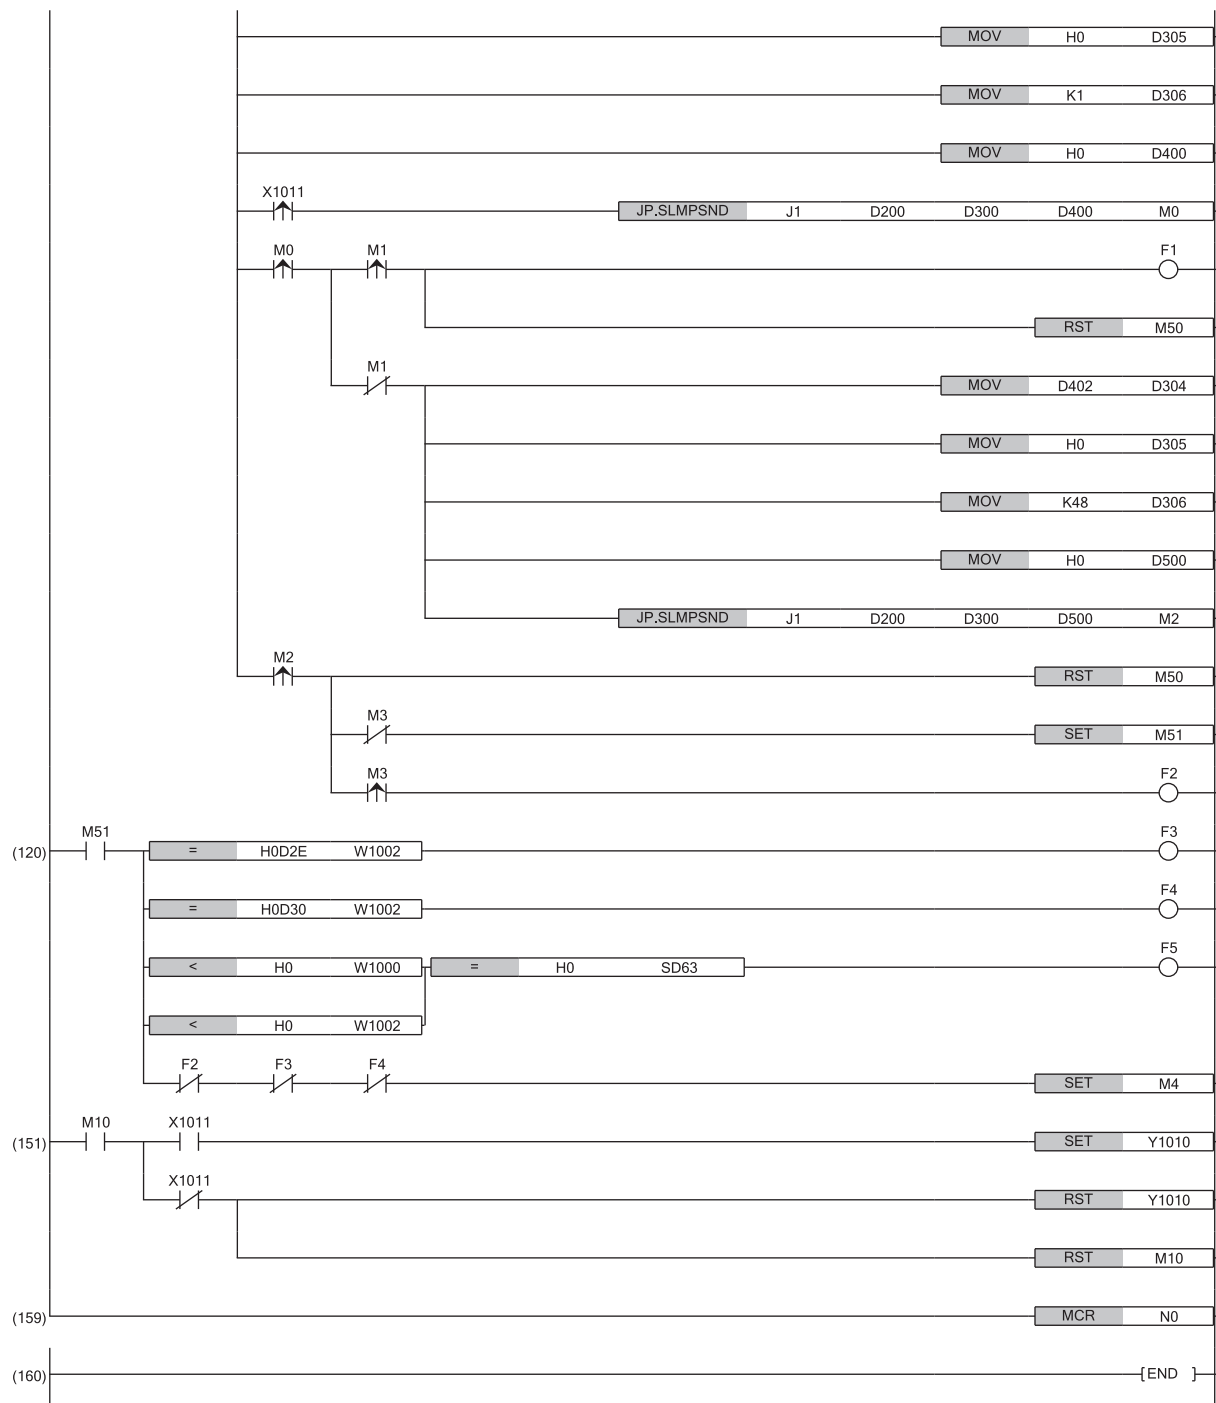 MOV H0 D305
MOV K1 D306
MOV H0 D400
X1011
JP.SLMPSND J1 D200 D300 D400 M0
M0 M1 F1
RST M50
M1
MOV D402 D304
MOV H0 D305
MOV K48 D306
MOV H0 D500
JP.SLMPSND J1 D200 D300 D500 M2
M2
RST M50
M3
SET M51
M3 F2
M51 F3
(120) = H0D2E W1002
F4
= H0D30 W1002
F5
< H0 W1000 = H0 SD63
< H0 W1002
F2 F3 F4
SET M4
M10 X1011
(151) SET Y1010
X1011
RST Y1010
RST M10
(159) MCR N0
(160) [END ]